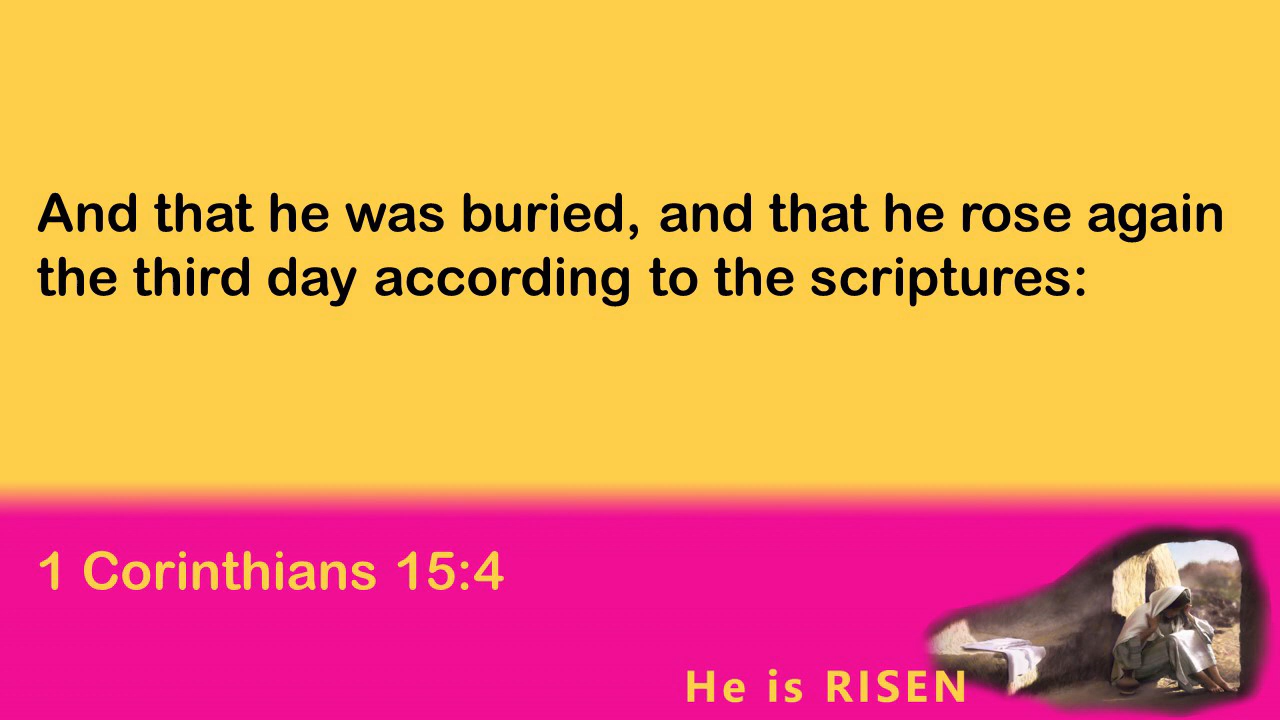 And that he was buried, and that he rose again
the third day according to the scriptures:
1 Corinthians 15:4
He is RISEN